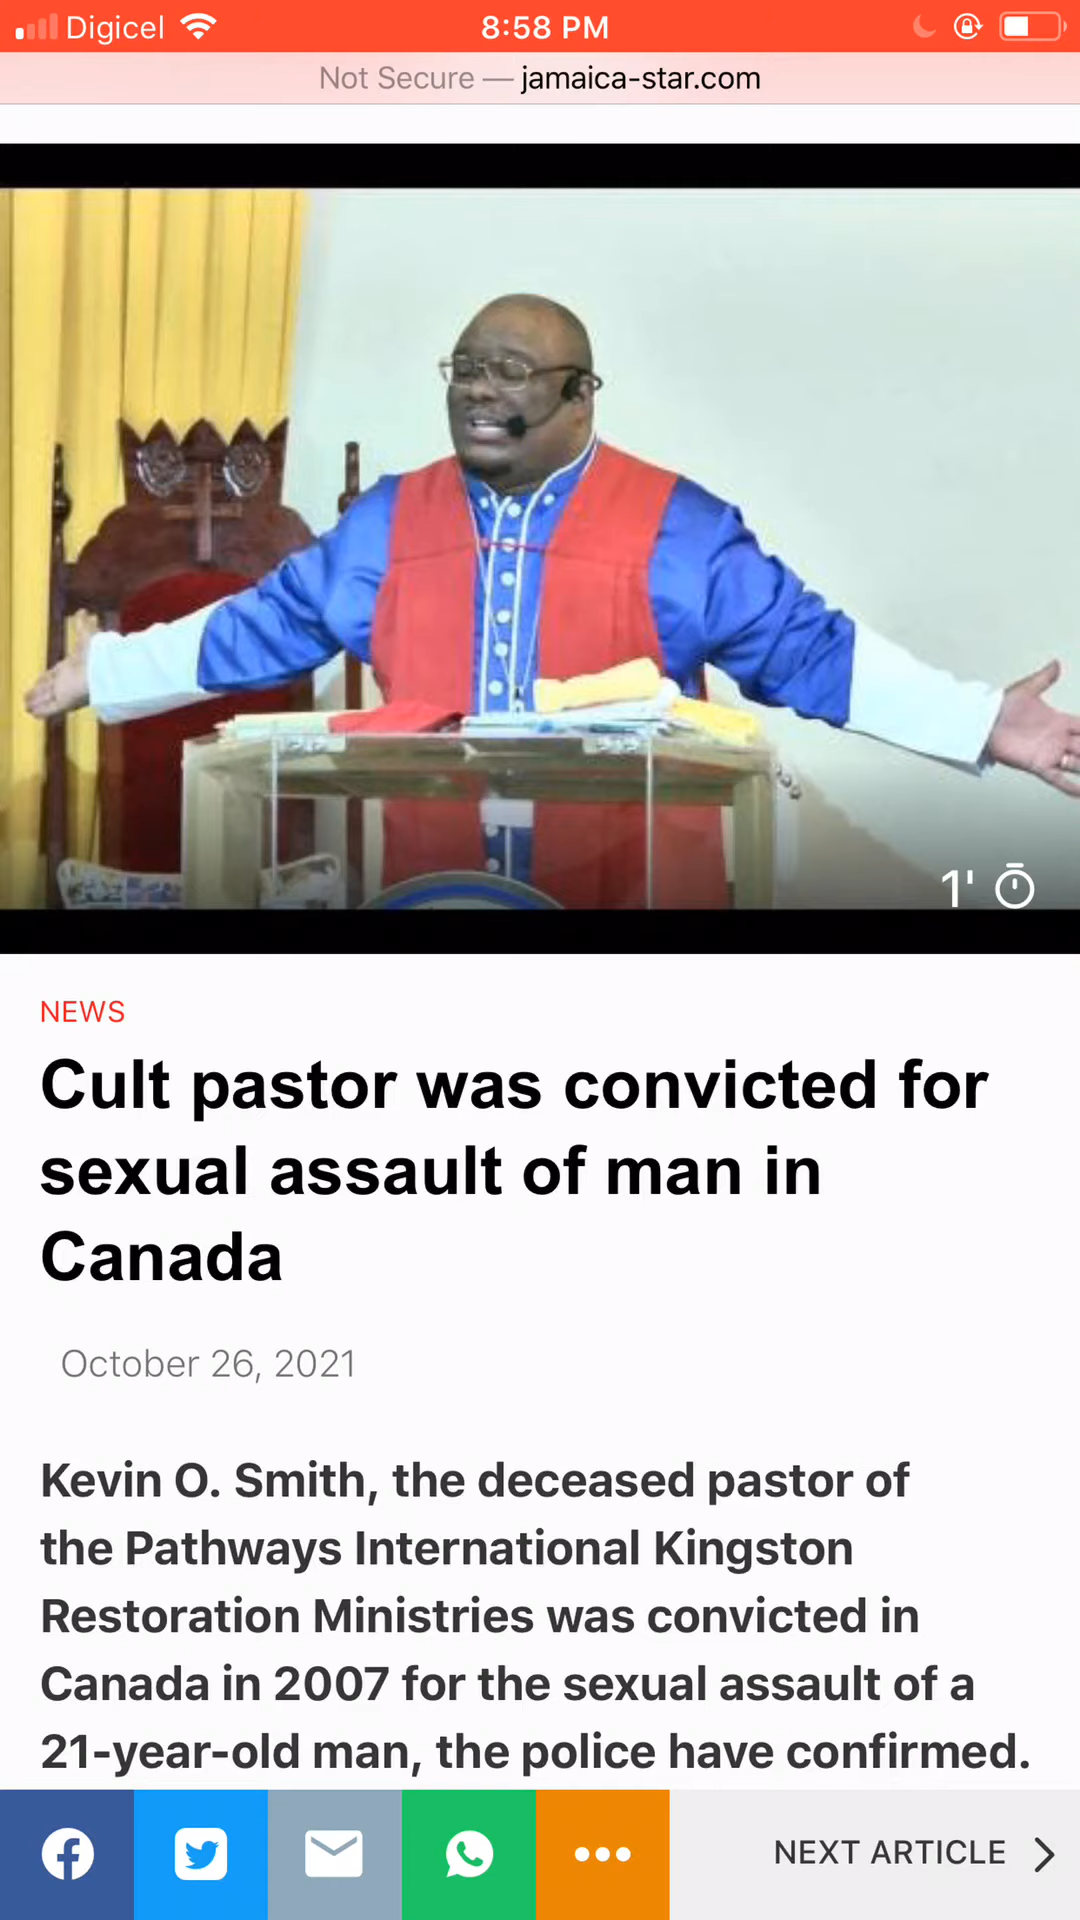 Digicel 8:58 PM
Not Secure — jamaica-star.com
1'
NEWS
Cult pastor was convicted for
sexual assault of man in
Canada
October 26, 2021
Kevin O. Smith, the deceased pastor of
the Pathways International Kingston
Restoration Ministries was convicted in
Canada in 2007 for the sexual assault of a
21-year-old man, the police have confirmed.
NEXT ARTICLE